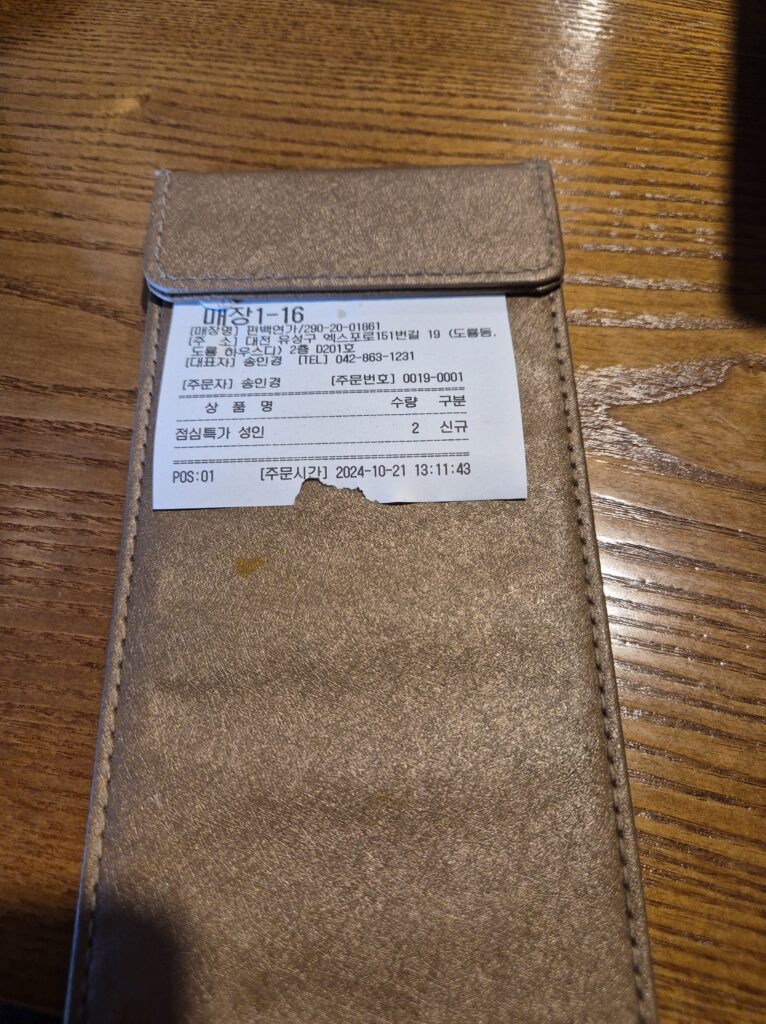 매장1-16
[매장명] 편백연가/290-20-01861
[주 소] 대전 유성구 엑스포로151번길 19 (도룡동,
도룡 하우스디) 2층 D201호
[대표자] 송인경 [TEL] 042-863-1231
[주문자] 송인경 [주문번호] 0019-0001
상 품 명 수량 구분
점심특가 성인 2 신규
POS:01 [주문시간] 2024-10-21 13:11:43